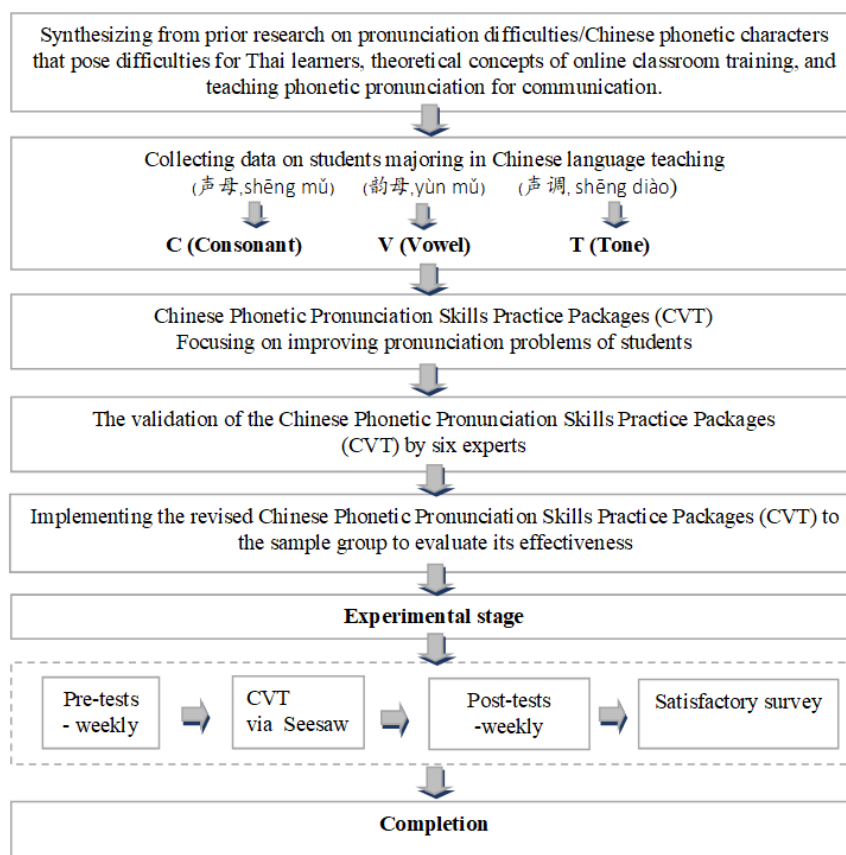 Synthesizing from prior research on pronunciation difficulties/Chinese phonetic characters
that pose difficulties for Thai learners, theoretical concepts of online classroom training, and
teaching phonetic pronunciation for communication.
Collecting data on students majoring in Chinese language teaching
(声母,shēng mǔ) (韵母,yùn mǔ) (声调, shēng diào)
C (Consonant) V (Vowel) T (Tone)
Chinese Phonetic Pronunciation Skills Practice Packages (CVT)
Focusing on improving pronunciation problems of students
The validation of the Chinese Phonetic Pronunciation Skills Practice Packages
(CVT) by six experts
Implementing the revised Chinese Phonetic Pronunciation Skills Practice Packages (CVT) to
the sample group to evaluate its effectiveness
Experimental stage
Pre-tests
- weekly
CVT
via Seesaw
Post-tests
-weekly
Satisfactory survey
Completion